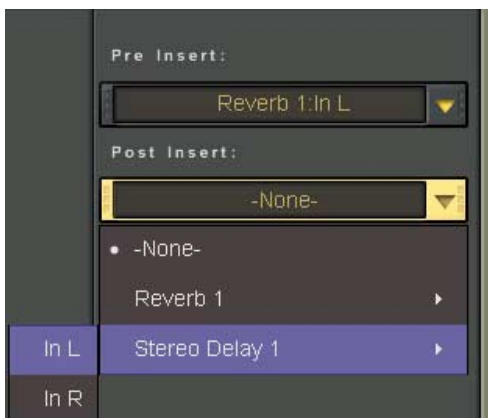 Pre Insert:
Reverb 1:In L
Post Insert:
-None-
-None-
Reverb 1
Stereo Delay 1
In L
In R